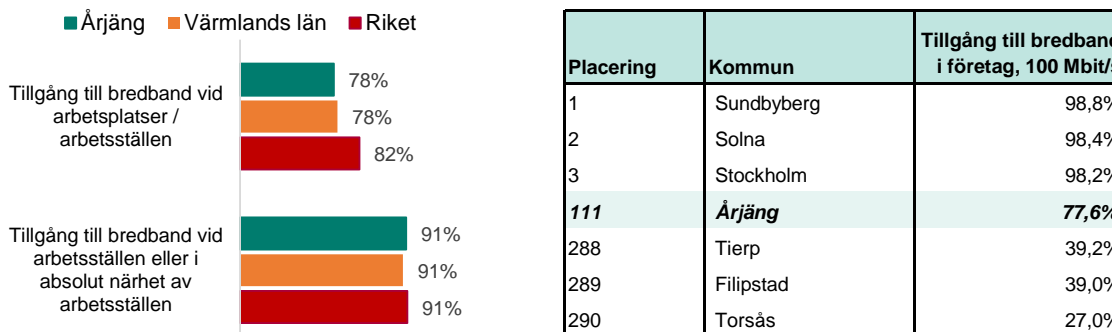 Årjäng Värmlands län Riket
Tillgång till bredband vid
arbetsplatser /
arbetsställen
78%
78%
82%
Tillgång till bredband vid
arbetsställen eller i
absolut närhet av
arbetsställen
91%
91%
91%
Placering Kommun Tillgång till bredband
i företag, 100 Mbit/s
1 Sundbyberg 98,8%
2 Solna 98,4%
3 Stockholm 98,2%
111 Årjäng 77,6%
288 Tierp 39,2%
289 Filipstad 39,0%
290 Torsås 27,0%